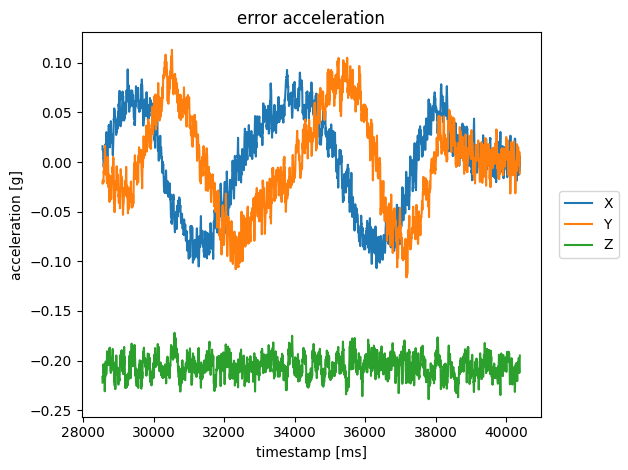 error acceleration
acceleration [g]
0.10
0.05
0.00
−0.05
−0.10
−0.15
−0.20
−0.25
28000 30000 32000 34000 36000 38000 40000
timestamp [ms]
X
Y
Z